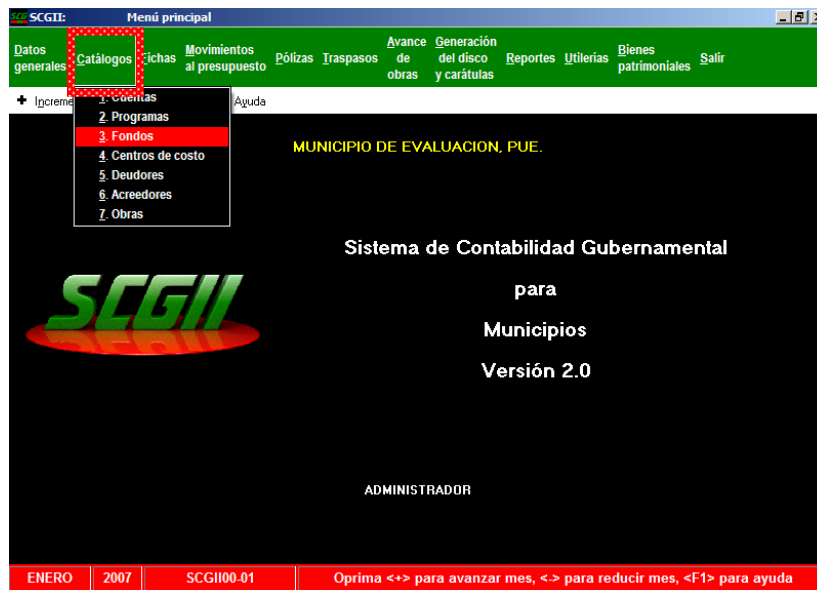 SCG SCGII: Menú principal
Datos generales
Catálogos
Fichas
Movimientos al presupuesto
Pólizas
Traspasos
Avance de obras
Generación del disco y carátulas
Reportes
Utilerías
Bienes patrimoniales
Salir
Ayuda
1. Cuentas
2. Programas
3. Fondos
4. Centros de costo
5. Deudores
6. Acreedores
7. Obras
MUNICIPIO DE EVALUACION, PUE.
Sistema de Contabilidad Gubernamental
para
Municipios
Versión 2.0
SCGII
ADMINISTRADOR
ENERO 2007 SCGII00-01 Oprima <+> para avanzar mes, <-> para reducir mes, <F1> para ayuda